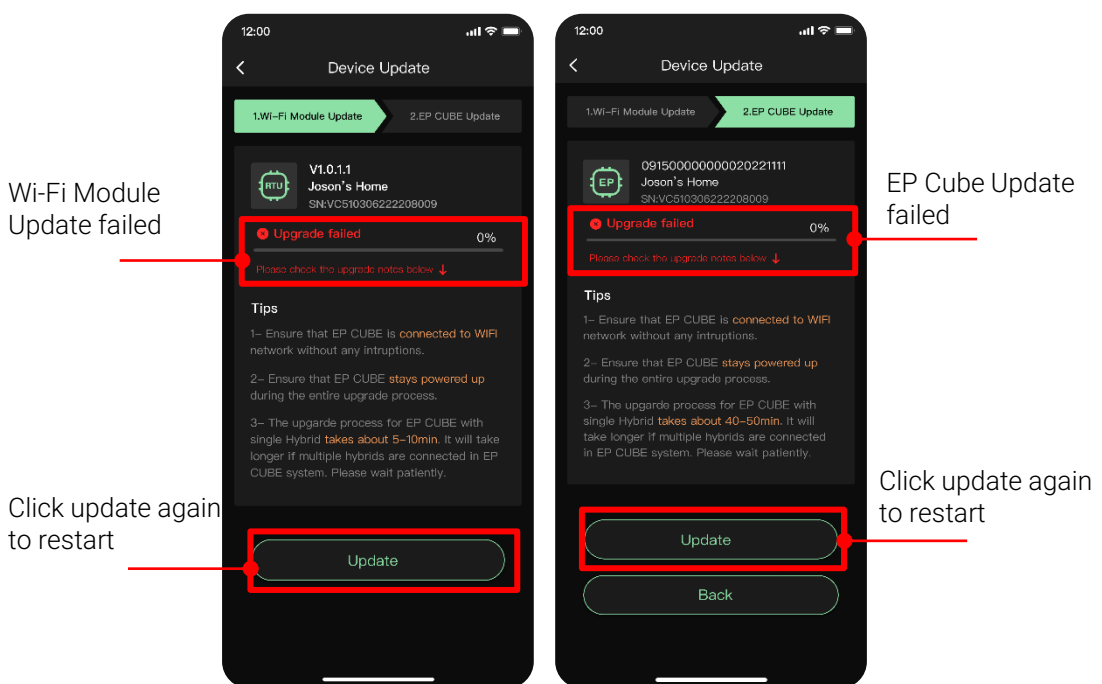 Wi-Fi Module
Update failed
Click update again
to restart
12:00
Device Update
1.Wi-Fi Module Update
2.EP CUBE Update
RTU
V1.0.1.1
Joson's Home
SN:VC510306222208009
Upgrade failed
0%
Please check the upgrade notes below ↓
Tips
1- Ensure that EP CUBE is connected to WIFI
network without any intruptions.
2- Ensure that EP CUBE stays powered up
during the entire upgrade process.
3- The upgarde process for EP CUBE with
single Hybrid takes about 5-10min. It will take
longer if multiple hybrids are connected in EP
CUBE system. Please wait patiently.
Update
12:00
Device Update
1.Wi-Fi Module Update
2.EP CUBE Update
EP
091500000000020221111
Joson's Home
SN:VC510306222208009
Upgrade failed
0%
Please check the upgrade notes below ↓
Tips
1- Ensure that EP CUBE is connected to WIFI
network without any intruptions.
2- Ensure that EP CUBE stays powered up
during the entire upgrade process.
3- The upgarde process for EP CUBE with
single Hybrid takes about 40-50min. It will
take longer if multiple hybrids are connected
in EP CUBE system. Please wait patiently.
Update
Back
EP Cube Update
failed
Click update again
to restart